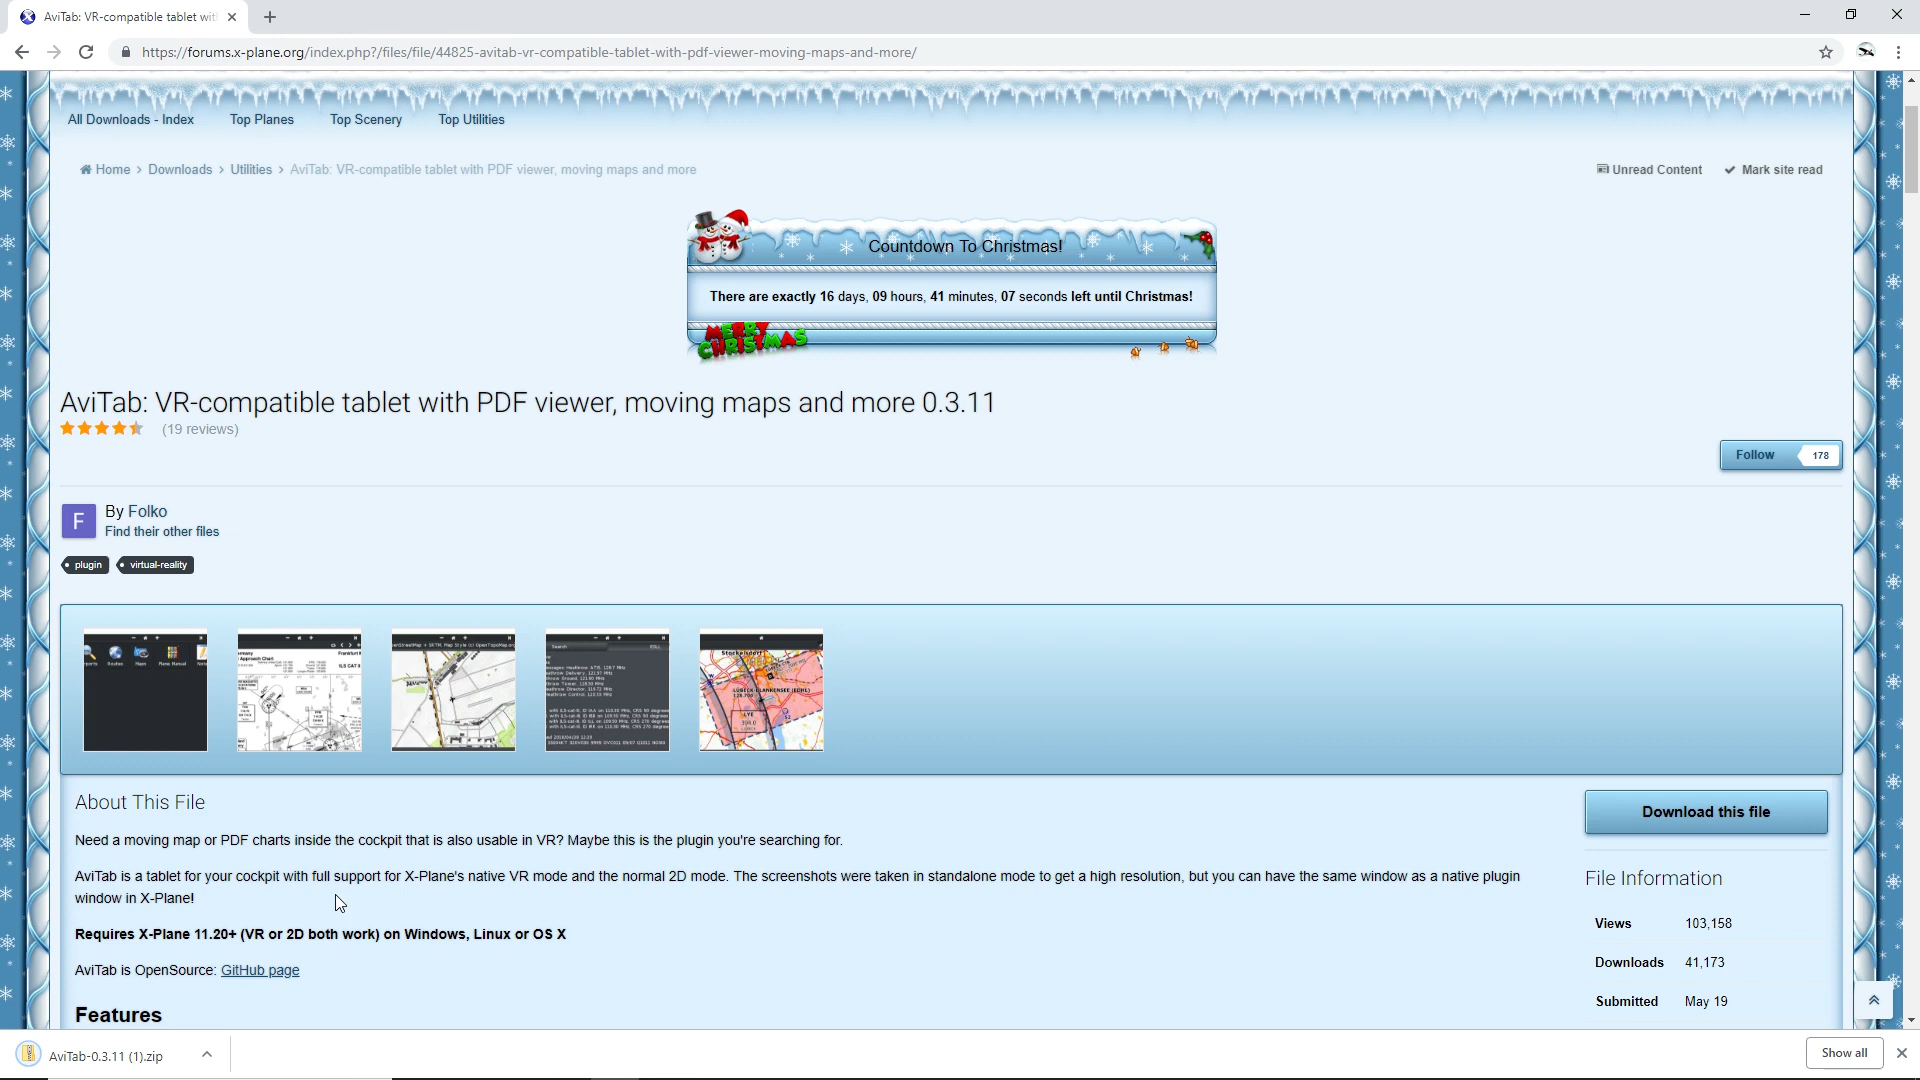 AviTab: VR-compatible tablet wit
https://forums.x-plane.org/index.php?/files/file/44825-avitab-vr-compatible-tablet-with-pdf-viewer-moving-maps-and-more/
All Downloads - Index Top Planes Top Scenery Top Utilities
Home > Downloads > Utilities > AviTab: VR-compatible tablet with PDF viewer, moving maps and more
Unread Content Mark site read
Countdown To Christmas!
There are exactly 16 days, 09 hours, 41 minutes, 07 seconds left until Christmas!
MERRY
CHRISTMAS
AviTab: VR-compatible tablet with PDF viewer, moving maps and more 0.3.11
(19 reviews)
Follow 178
F
By Folko
Find their other files
plugin virtual-reality
Routes Maps Plane Manual
Approach Chart
Search
LÜBECK-BLANKENSEE (EDHL)
LYE
About This File
Download this file
Need a moving map or PDF charts inside the cockpit that is also usable in VR? Maybe this is the plugin you're searching for.
AviTab is a tablet for your cockpit with full support for X-Plane's native VR mode and the normal 2D mode. The screenshots were taken in standalone mode to get a high resolution, but you can have the same window as a native plugin
window in X-Plane!
File Information
Views 103,158
Requires X-Plane 11.20+ (VR or 2D both work) on Windows, Linux or OS X
Downloads 41,173
AviTab is OpenSource: GitHub page
Submitted May 19
Features
AviTab-0.3.11 (1).zip
Show all